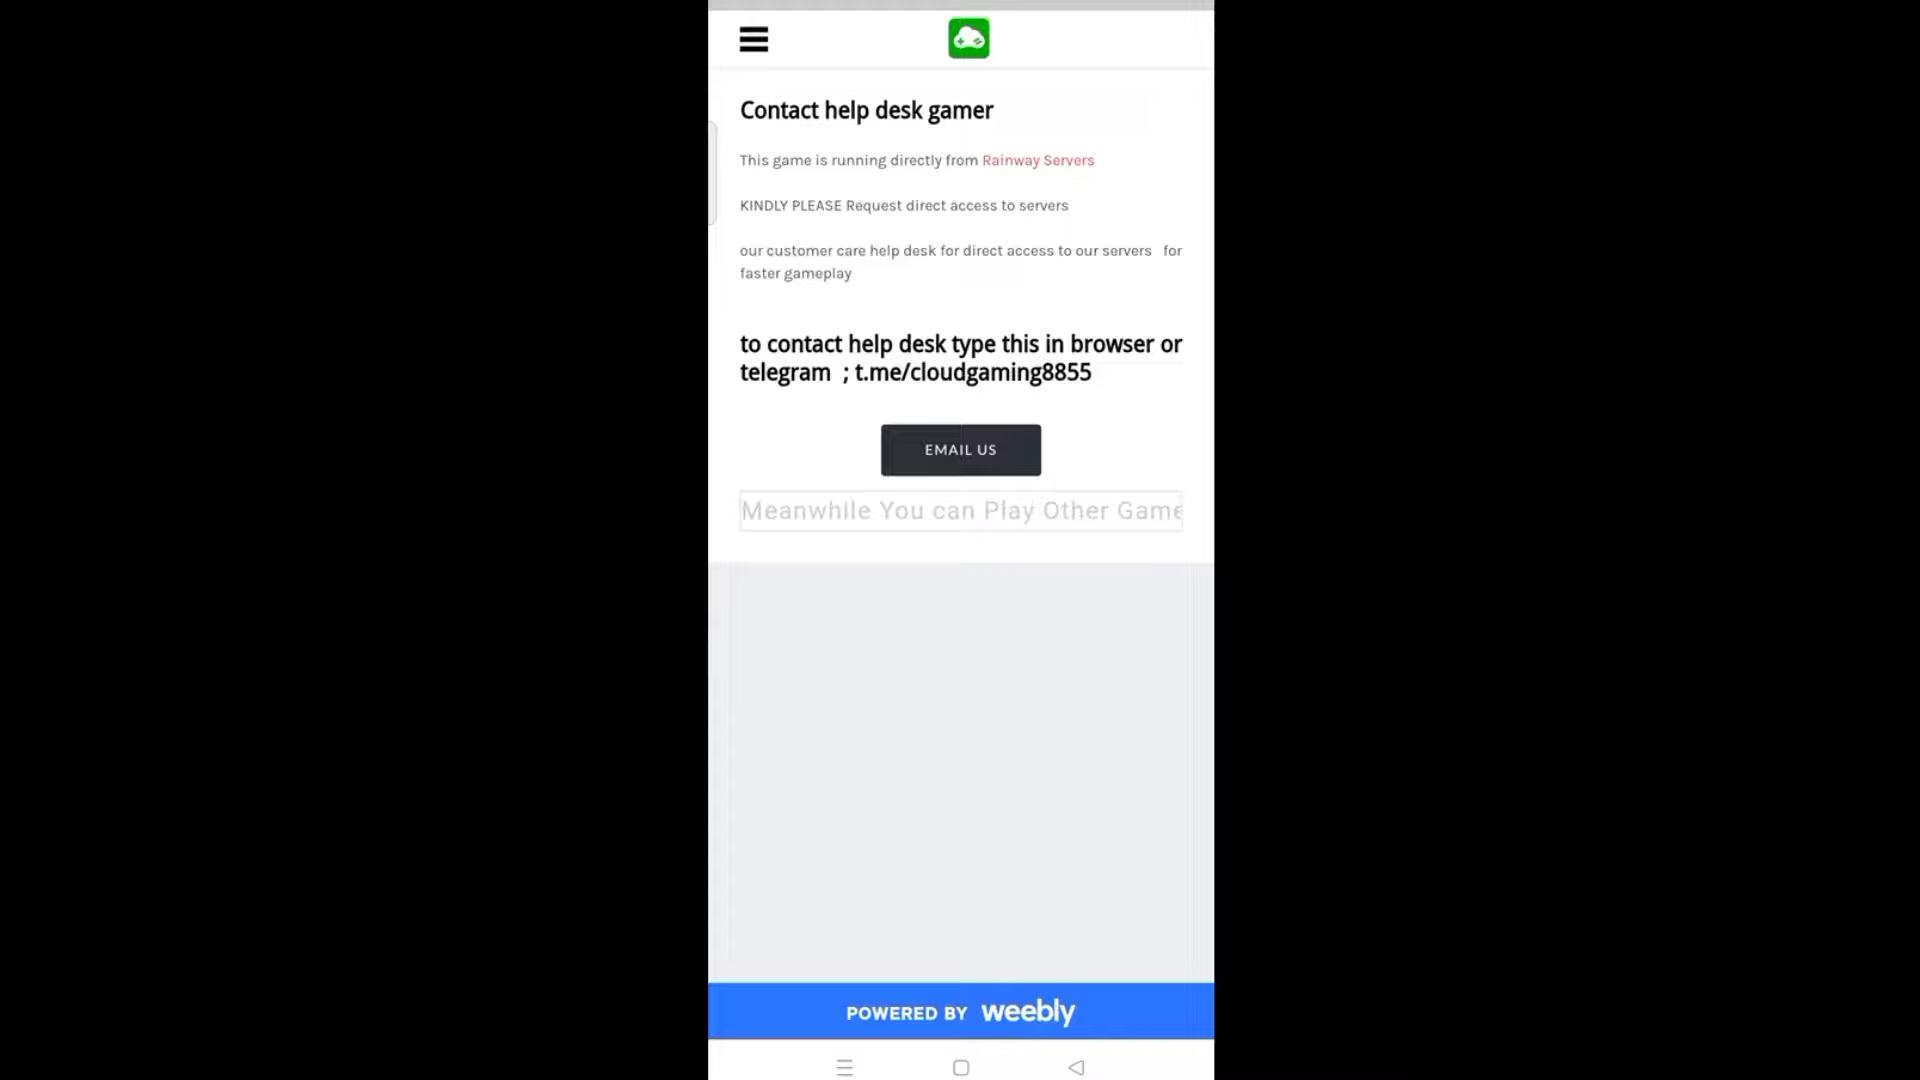 Contact help desk gamer
This game is running directly from Rainway Servers
KINDLY PLEASE Request direct access to servers
our customer care help desk for direct access to our servers for
faster gameplay
to contact help desk type this in browser or
telegram ; t.me/cloudgaming8855
EMAIL US
Meanwhile You can Play Other Game
POWERED BY weebly